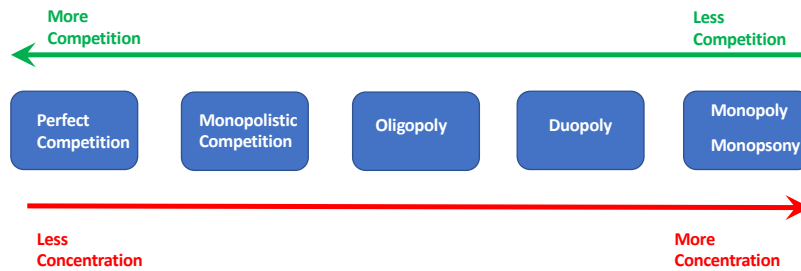 More
Competition
Less
Competition
Perfect
Competition
Monopolistic
Competition
Oligopoly
Duopoly
Monopoly
Monopsony
Less
Concentration
More
Concentration